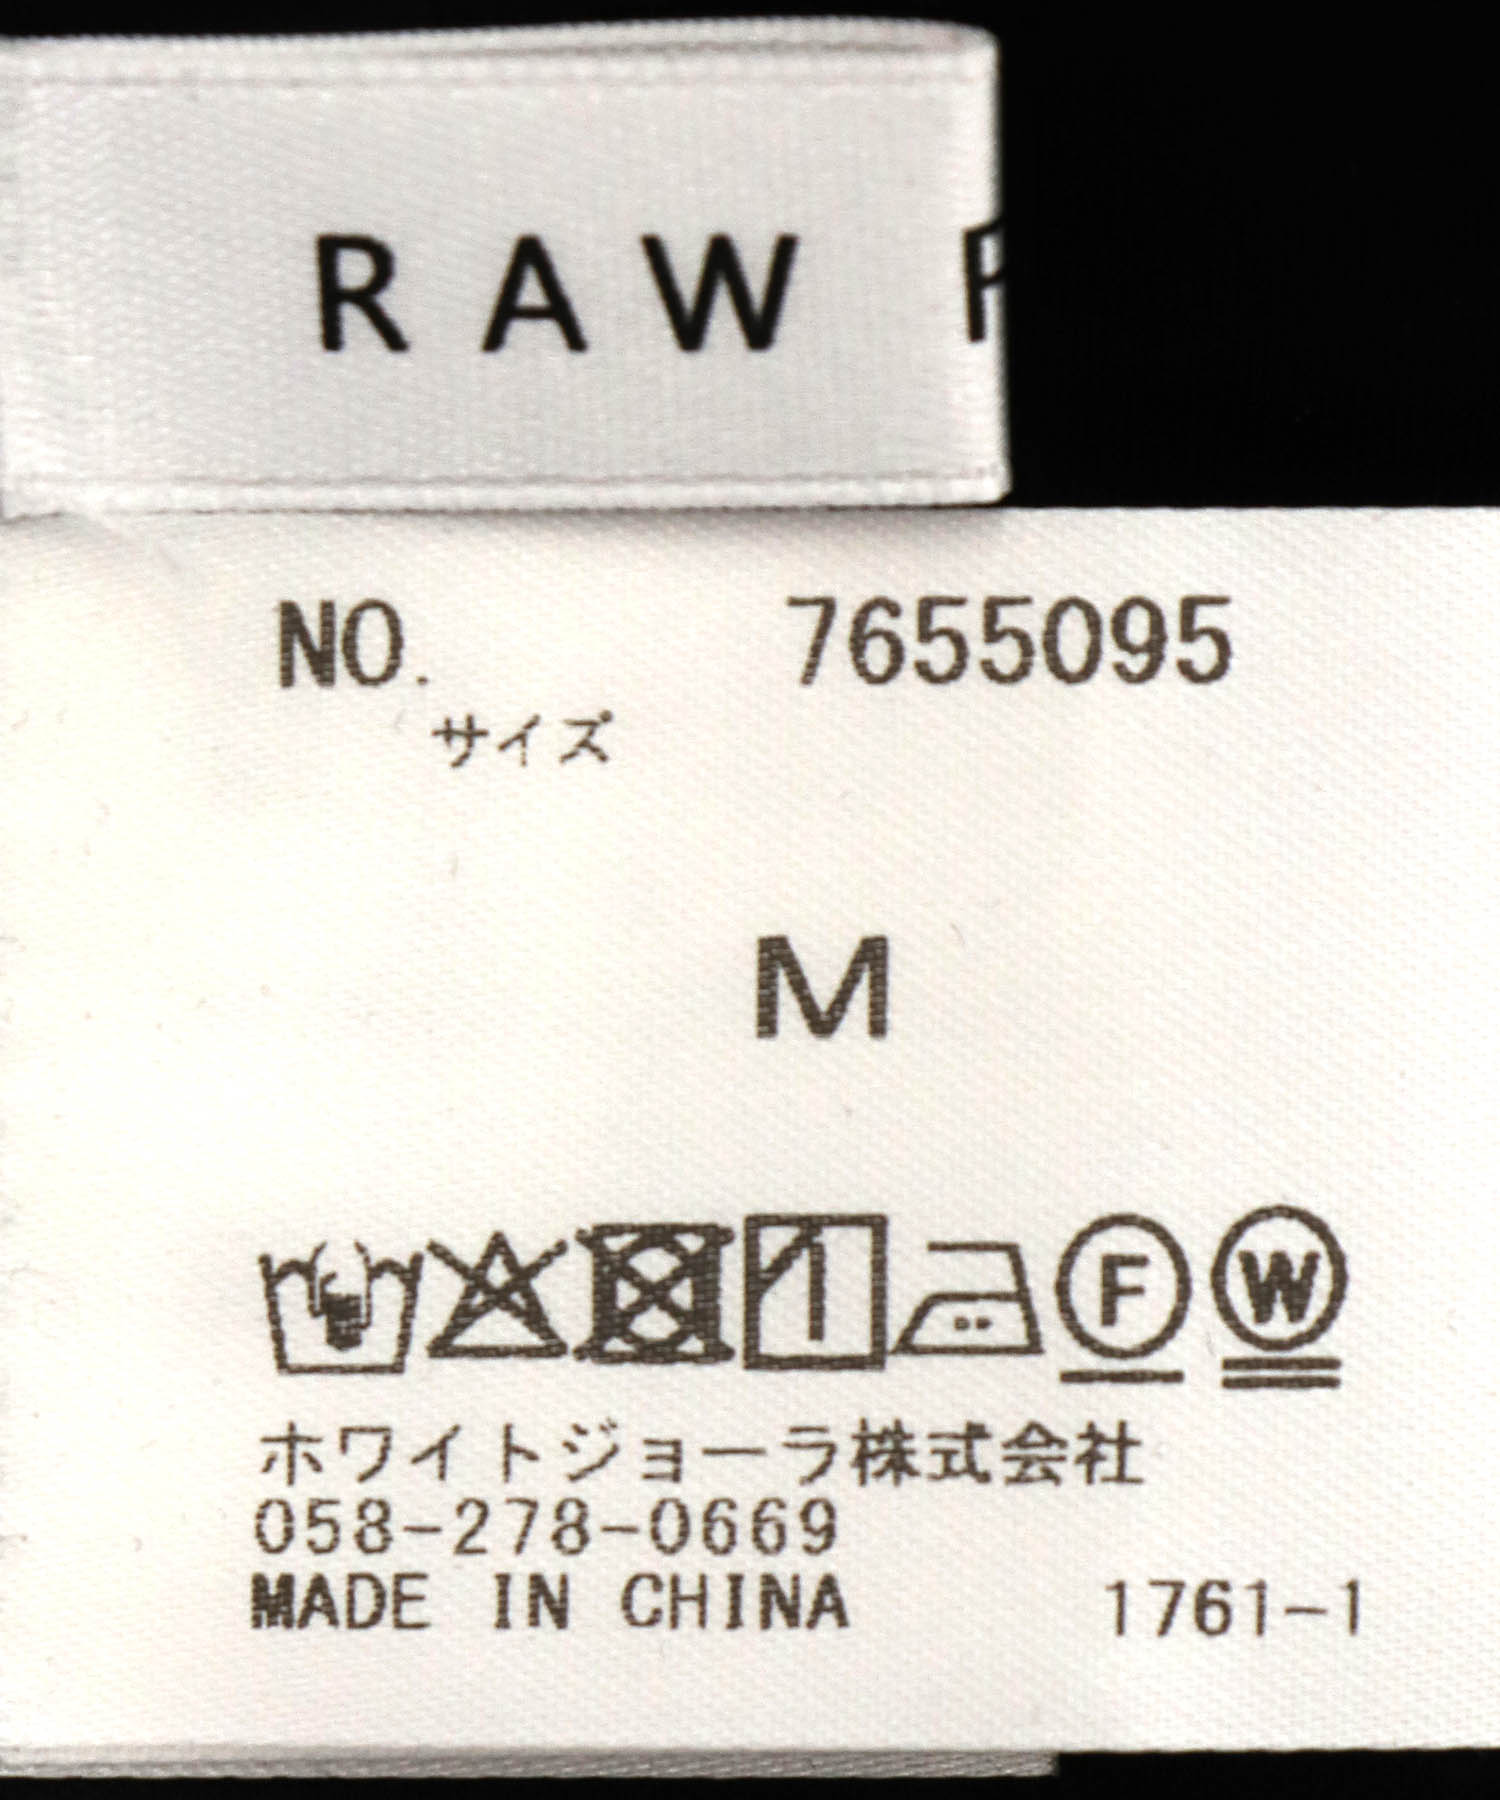 RAW
NO. 7655095
サイズ
M
F W
ホワイトジョーラ株式会社
058-278-0669
MADE IN CHINA 1761-1